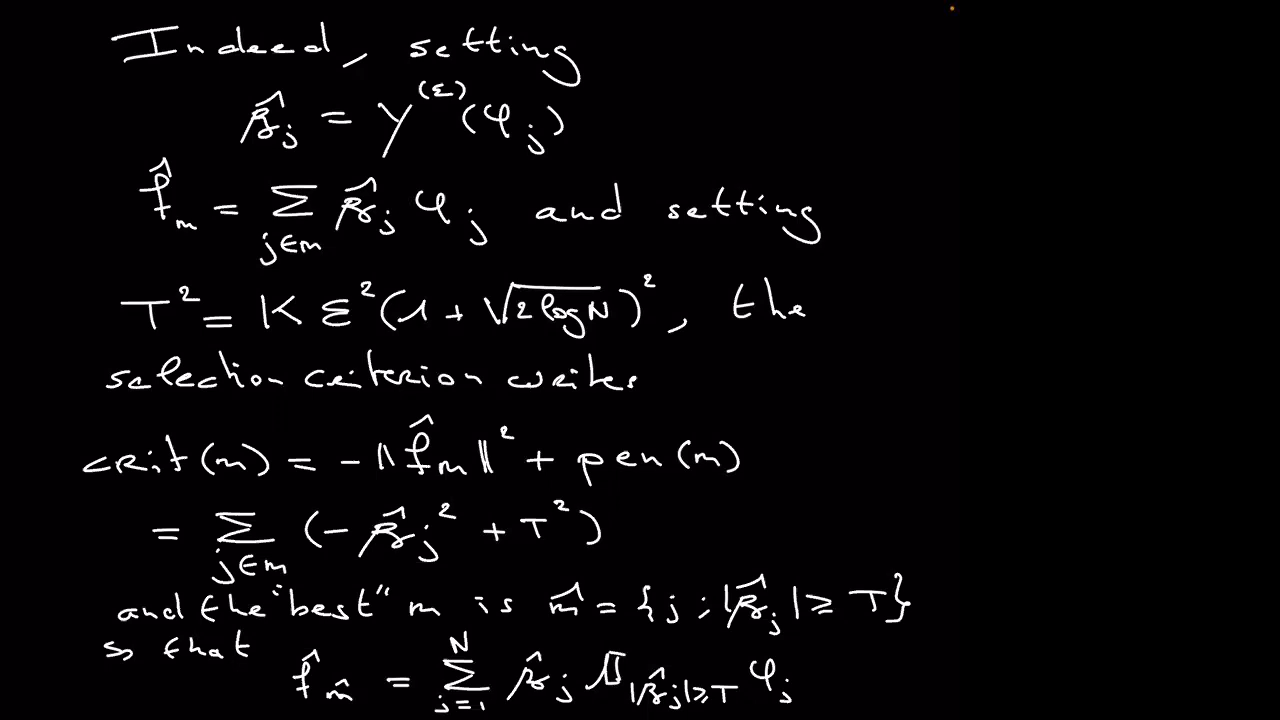 Indeed, setting
β̂_j = Y^(ε)(φ_j)
f̂_m = Σ_{j∈m} β̂_j φ_j and setting
T² = K ε² (1 + √(2 log N))², the
selection criterion writes
crit(m) = -‖f̂_m‖² + pen(m)
= Σ_{j∈m} (-β̂_j² + T²)
and the "best" m is m̂ = {j ; |β̂_j| ≥ T}
so that
f̂_m̂ = Σ_{j=1}^{N} β̂_j 𝟙_{|β̂_j| ≥ T} φ_j